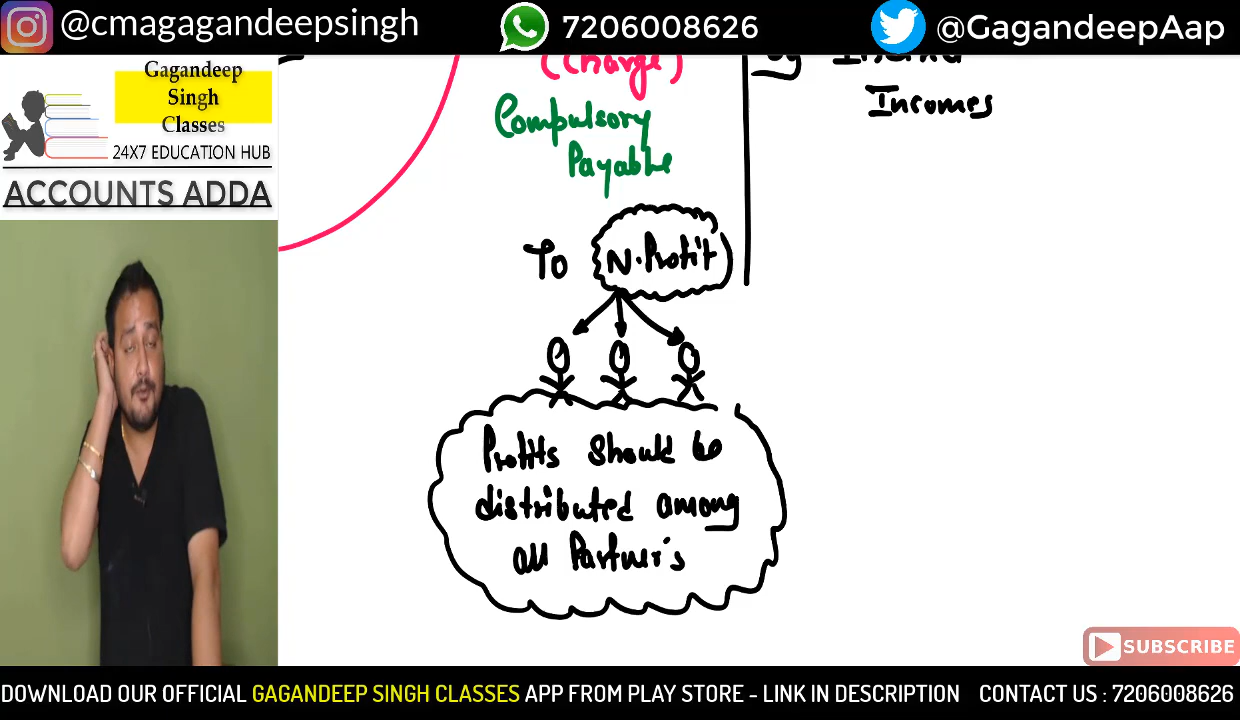 @cmagagandeepsingh
7206008626
@GagandeepAap
Gagandeep
Singh
Classes
24X7 EDUCATION HUB
ACCOUNTS ADDA
(Charge)
Compulsory
Payable
Incomes
To N.Profit
Profits should be
distributed among
all Partner's
SUBSCRIBE
DOWNLOAD OUR OFFICIAL GAGANDEEP SINGH CLASSES APP FROM PLAY STORE - LINK IN DESCRIPTION CONTACT US : 7206008626